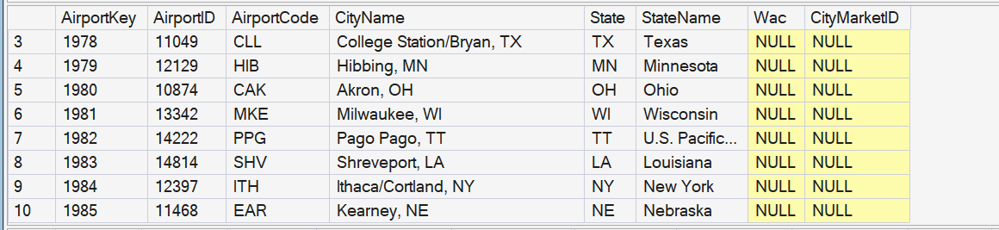 AirportKey AirportID AirportCode CityName State StateName Wac CityMarketID
3 1978 11049 CLL College Station/Bryan, TX TX Texas NULL NULL
4 1979 12129 HIB Hibbing, MN MN Minnesota NULL NULL
5 1980 10874 CAK Akron, OH OH Ohio NULL NULL
6 1981 13342 MKE Milwaukee, WI WI Wisconsin NULL NULL
7 1982 14222 PPG Pago Pago, TT TT U.S. Pacific... NULL NULL
8 1983 14814 SHV Shreveport, LA LA Louisiana NULL NULL
9 1984 12397 ITH Ithaca/Cortland, NY NY New York NULL NULL
10 1985 11468 EAR Kearney, NE NE Nebraska NULL NULL